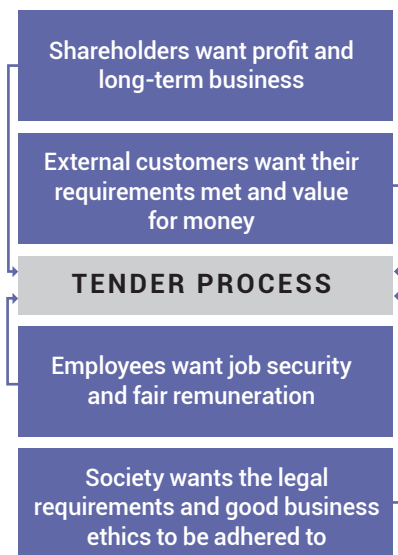 Shareholders want profit and
long-term business
External customers want their
requirements met and value
for money
TENDER PROCESS
Employees want job security
and fair remuneration
Society wants the legal
requirements and good business
ethics to be adhered to